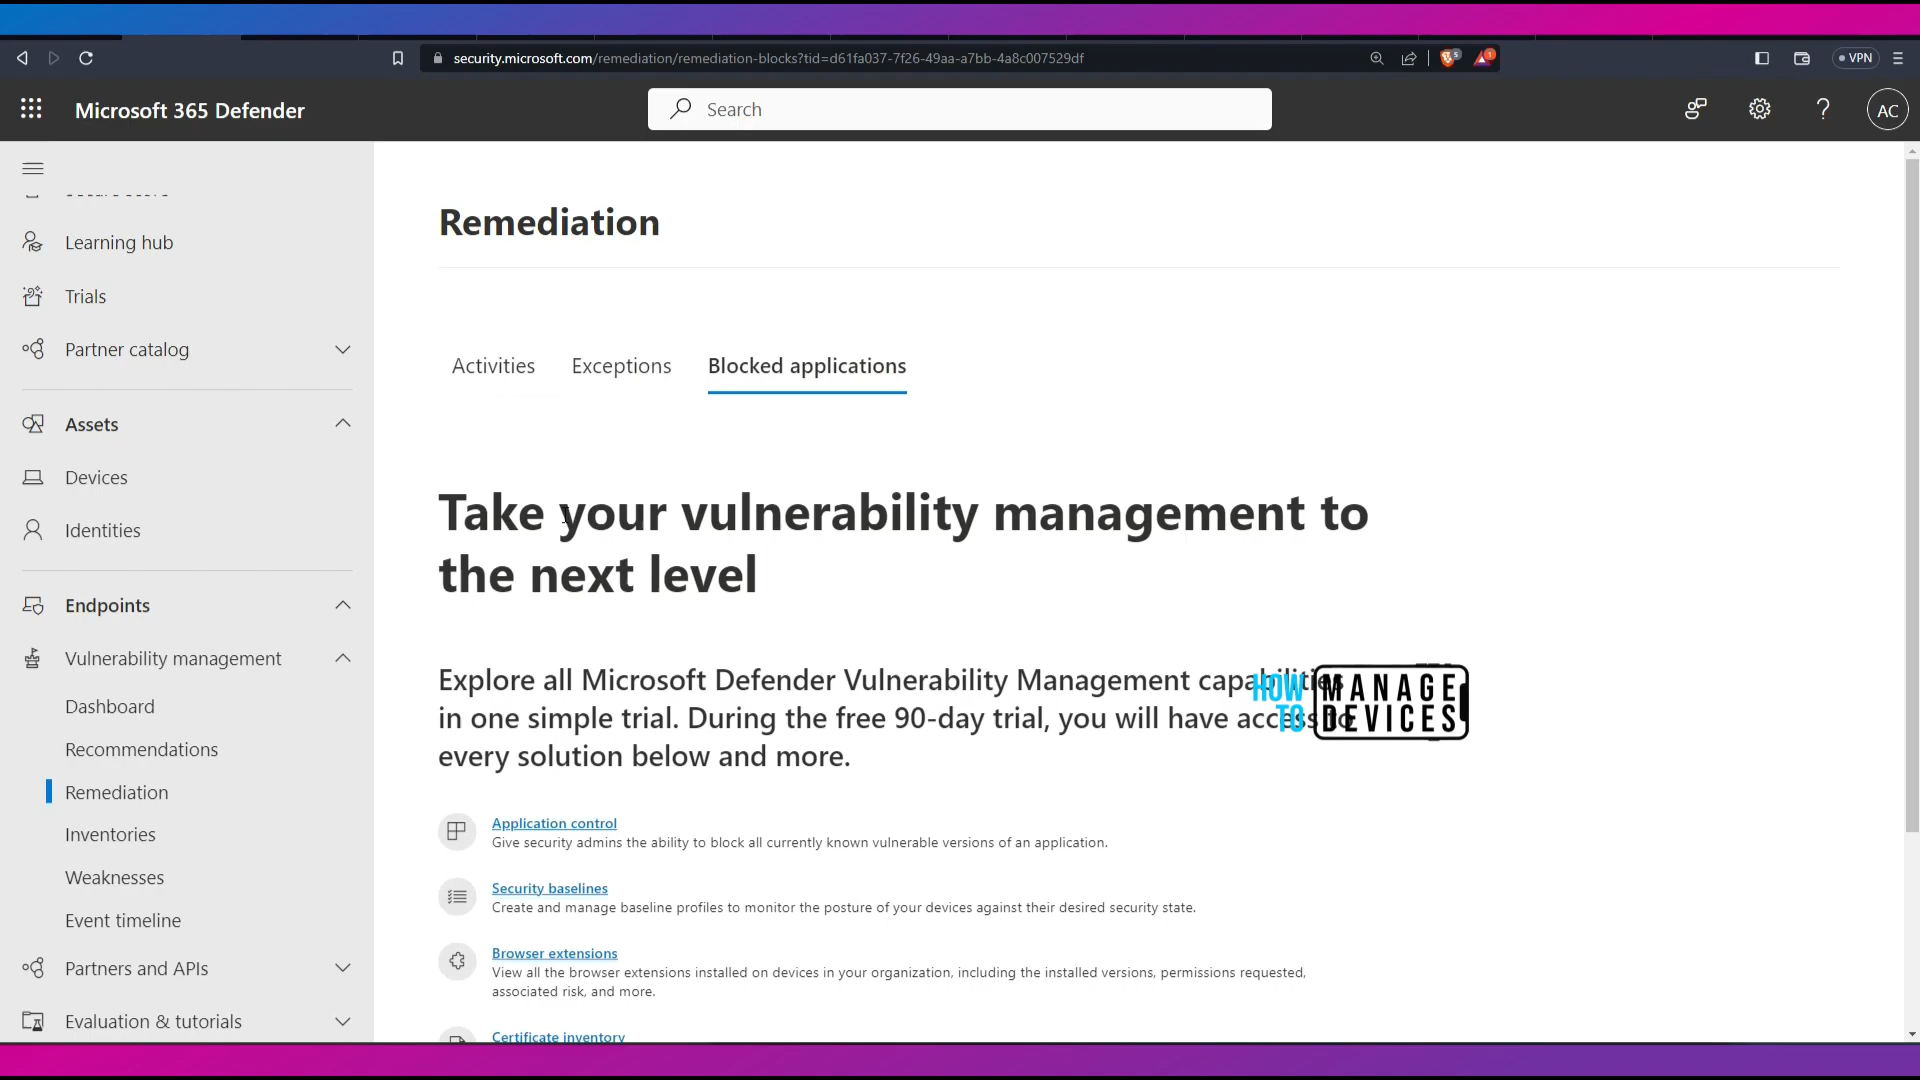 security.microsoft.com/remediation/remediation-blocks?tid=d61fa037-7f26-49aa-a7bb-4a8c007529df
VPN
Microsoft 365 Defender
Search
AC
Learning hub
Trials
Partner catalog
Assets
Devices
Identities
Endpoints
Vulnerability management
Dashboard
Recommendations
Remediation
Inventories
Weaknesses
Event timeline
Partners and APIs
Evaluation & tutorials
Remediation
Activities
Exceptions
Blocked applications
Take your vulnerability management to
the next level
Explore all Microsoft Defender Vulnerability Management capabilities
in one simple trial. During the free 90-day trial, you will have access to
every solution below and more.
HOW
TO
MANAGE
DEVICES
Application control
Give security admins the ability to block all currently known vulnerable versions of an application.
Security baselines
Create and manage baseline profiles to monitor the posture of your devices against their desired security state.
Browser extensions
View all the browser extensions installed on devices in your organization, including the installed versions, permissions requested,
associated risk, and more.
Certificate inventory